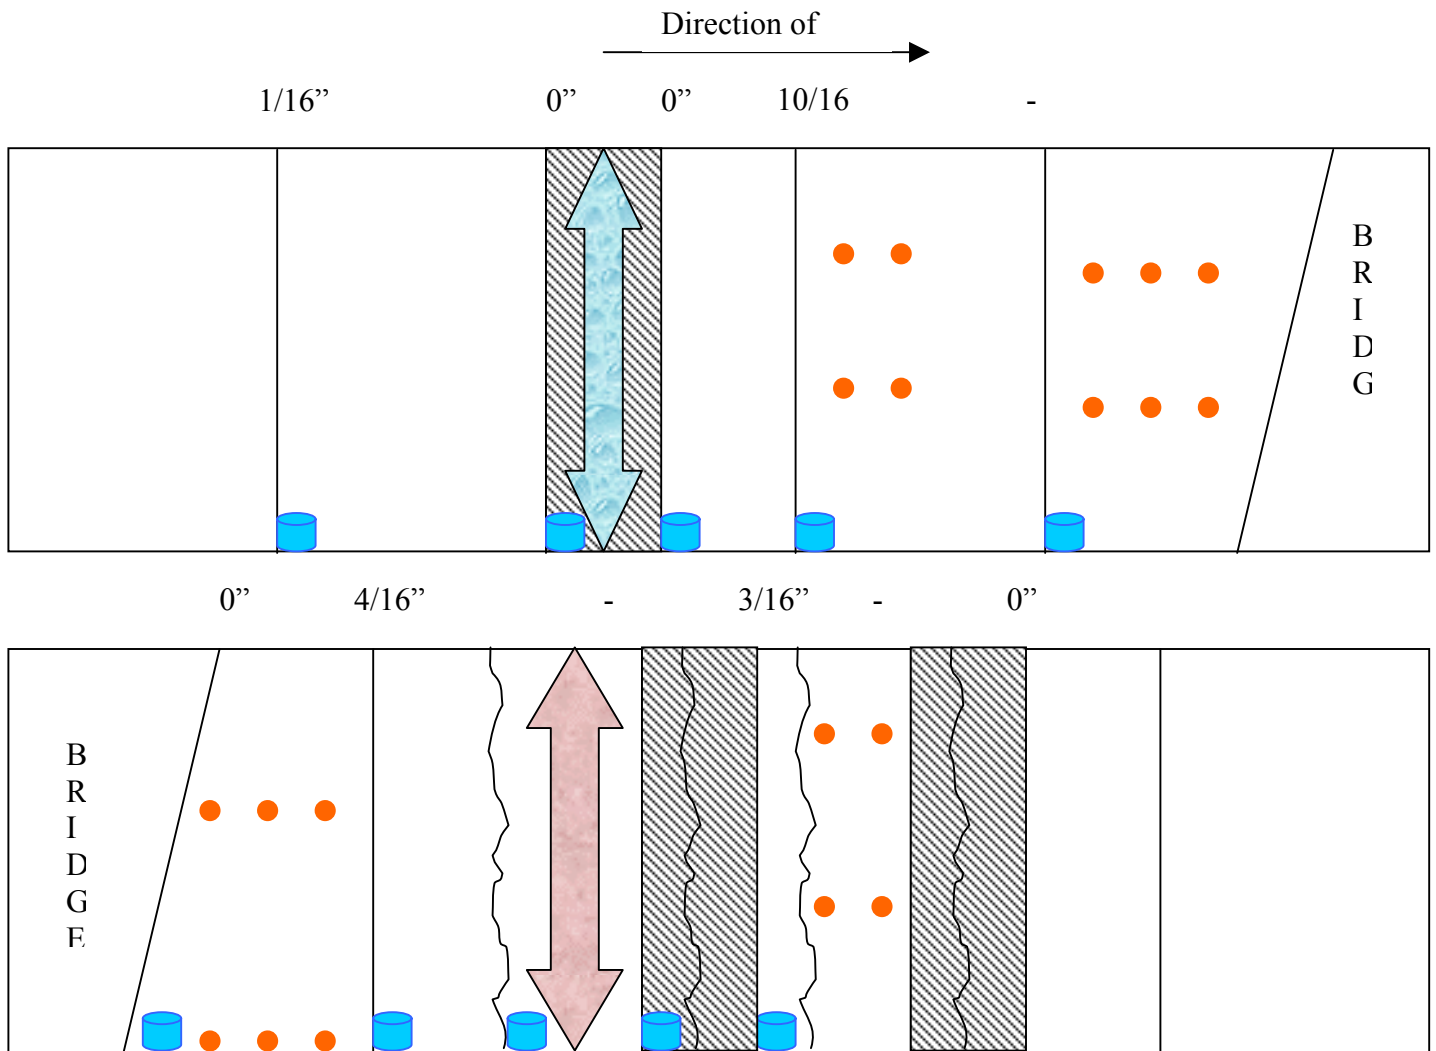 Direction of
1/16” 0” 0” 10/16 -
B
R
I
D
G
0” 4/16” - 3/16” - 0”
B
R
I
D
G
E